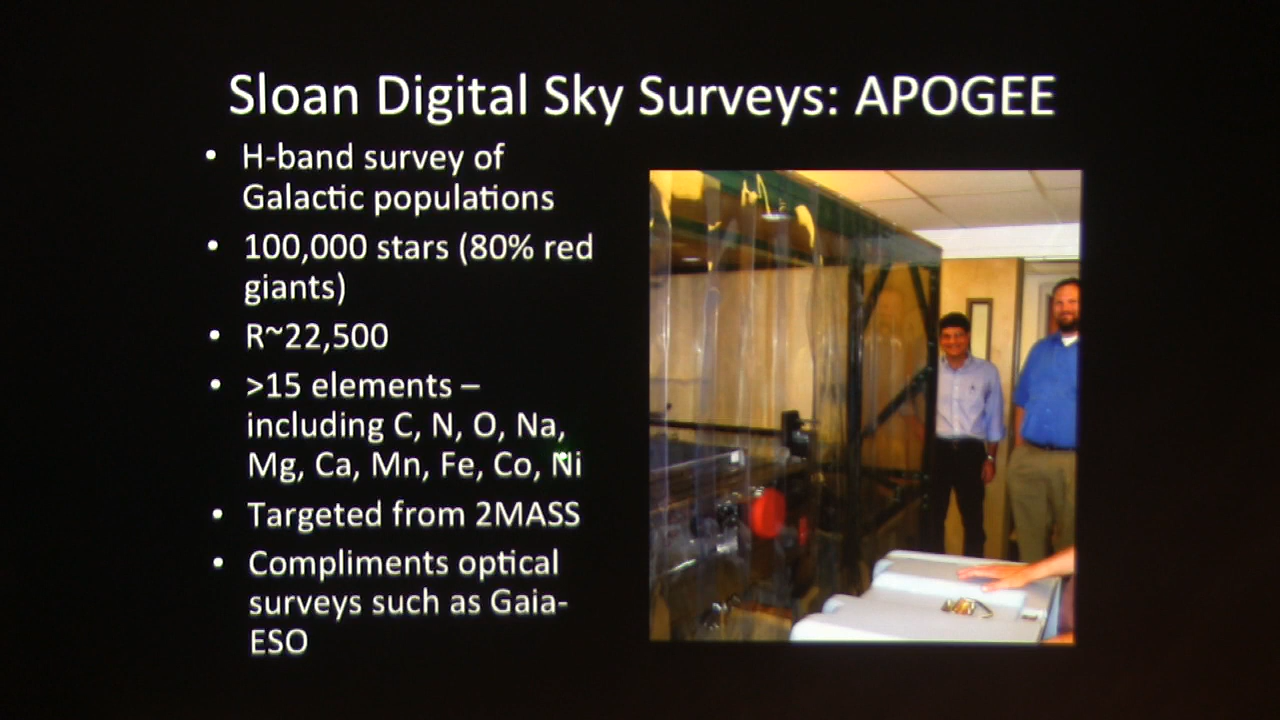 Sloan Digital Sky Surveys: APOGEE
• H-band survey of
Galactic populations
• 100,000 stars (80% red
giants)
• R~22,500
• >15 elements –
including C, N, O, Na,
Mg, Ca, Mn, Fe, Co, Ni
• Targeted from 2MASS
• Compliments optical
surveys such as Gaia-
ESO